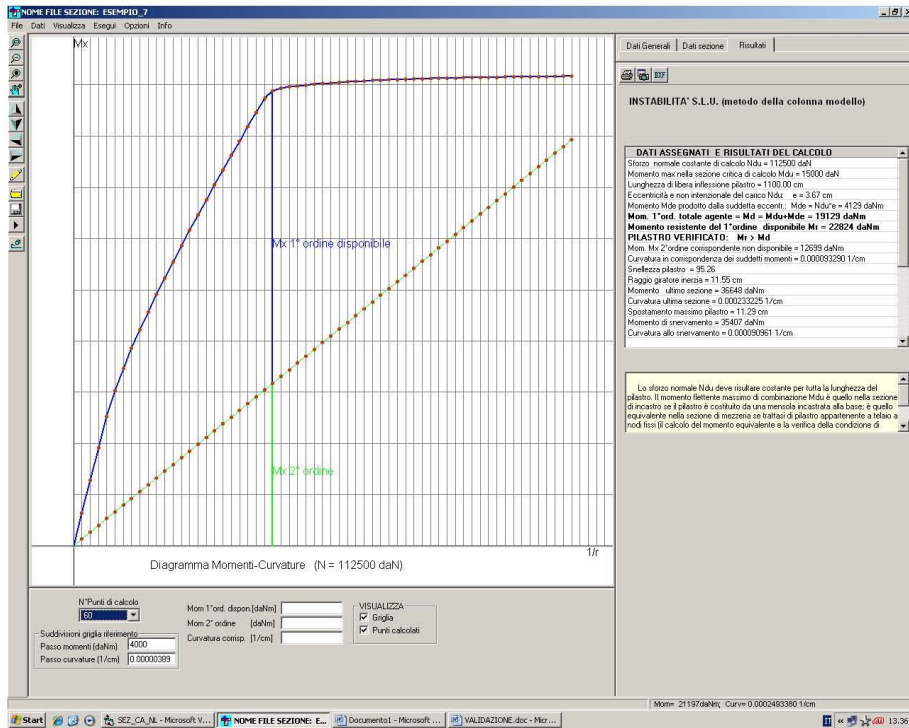 NOME FILE SEZIONE: ESEMPIO_7
File Dati Visualizza Esegui Opzioni Info
Mx
Mx 1° ordine disponibile
Mx 2° ordine
1/r
Diagramma Momenti-Curvature (N = 112500 daN)
Dati Generali Dati sezione Risultati
DXF
INSTABILITA' S.L.U. (metodo della colonna modello)
DATI ASSEGNATI E RISULTATI DEL CALCOLO
Sforzo normale costante di calcolo Ndu = 112500 daN
Momento max nella sezione critica di calcolo Mdu = 15000 daN
Lunghezza di libera inflessione pilastro = 1100.00 cm
Eccentricità e non intenzionale del carico Ndu: e = 3.67 cm
Momento Mde prodotto dalla suddetta eccentr.: Mde = Ndu*e = 4129 daNm
Mom. 1°ord. totale agente = Md = Mdu+Mde = 19129 daNm
Momento resistente del 1°ordine disponibile Mr = 22824 daNm
PILASTRO VERIFICATO: Mr > Md
Mom. Mx 2°ordine corrispondente non disponibile = 12699 daNm
Curvatura in corrispondenza dei suddetti momenti = 0.000093290 1/cm
Snellezza pilastro = 95.26
Raggio giratore inerzia = 11.55 cm
Momento ultimo sezione = 36648 daNm
Curvatura ultima sezione = 0.000233225 1/cm
Spostamento massimo pilastro = 11.29 cm
Momento di snervamento = 35407 daNm
Curvatura allo snervamento = 0.000090961 1/cm
Lo sforzo normale Ndu deve risultare costante per tutta la lunghezza del
pilastro. Il momento flettente massimo di combinazione Mdu è quello nella sezione
di incastro se il pilastro è costituito da una mensola incastrata alla base; è quello
equivalente nella sezione di mezzeria se trattasi di pilastro appartenente a telaio a
nodi fissi (il calcolo del momento equivalente e la verifica della condizione di
N°Punti di calcolo
60
Suddivisioni griglia riferimento
Passo momenti (daNm) 4000
Passo curvature (1/cm) 0.00000389
Mom 1°ord. dispon.[daNm]
Mom 2° ordine [daNm]
Curvatura corrisp. [1/cm]
VISUALIZZA
Griglia
Punti calcolati
Mom= 21197daNm; Curv= 0.0002493380 1/cm
Start SEZ_CA_NL - Microsoft V... NOME FILE SEZIONE: E... Documento1 - Microsoft ... VALIDAZIONE.doc - Micr... IT « 13.36